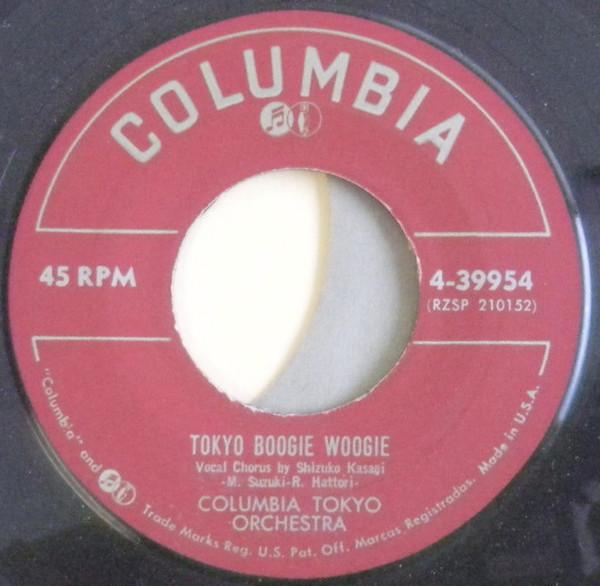 COLUMBIA
45 RPM
4-39954
(RZSP 210152)
TOKYO BOOGIE WOOGIE
Vocal Chorus by Shizuko Kasagi
-M. Suzuki-R. Hattori-
COLUMBIA TOKYO
ORCHESTRA
"Columbia" and Trade Marks Reg. U.S. Pat. Off. Marcas Registradas. Made in U.S.A.